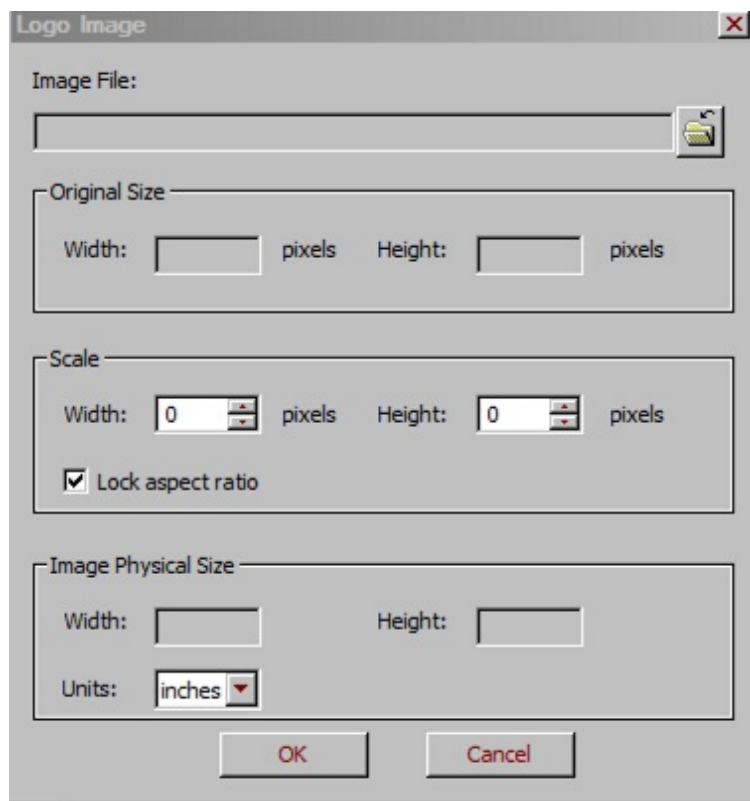 Logo Image
Image File:
Original Size
Width: pixels Height: pixels
Scale
Width: 0 pixels Height: 0 pixels
Lock aspect ratio
Image Physical Size
Width: Height:
Units: inches
OK Cancel